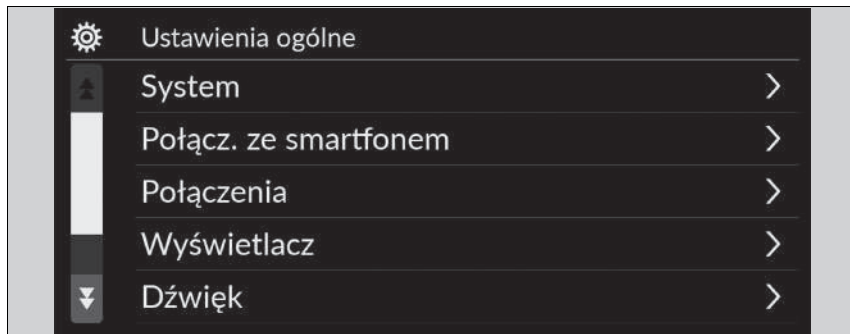 Ustawienia ogólne
System
Połącz. ze smartfonem
Połączenia
Wyświetlacz
Dźwięk